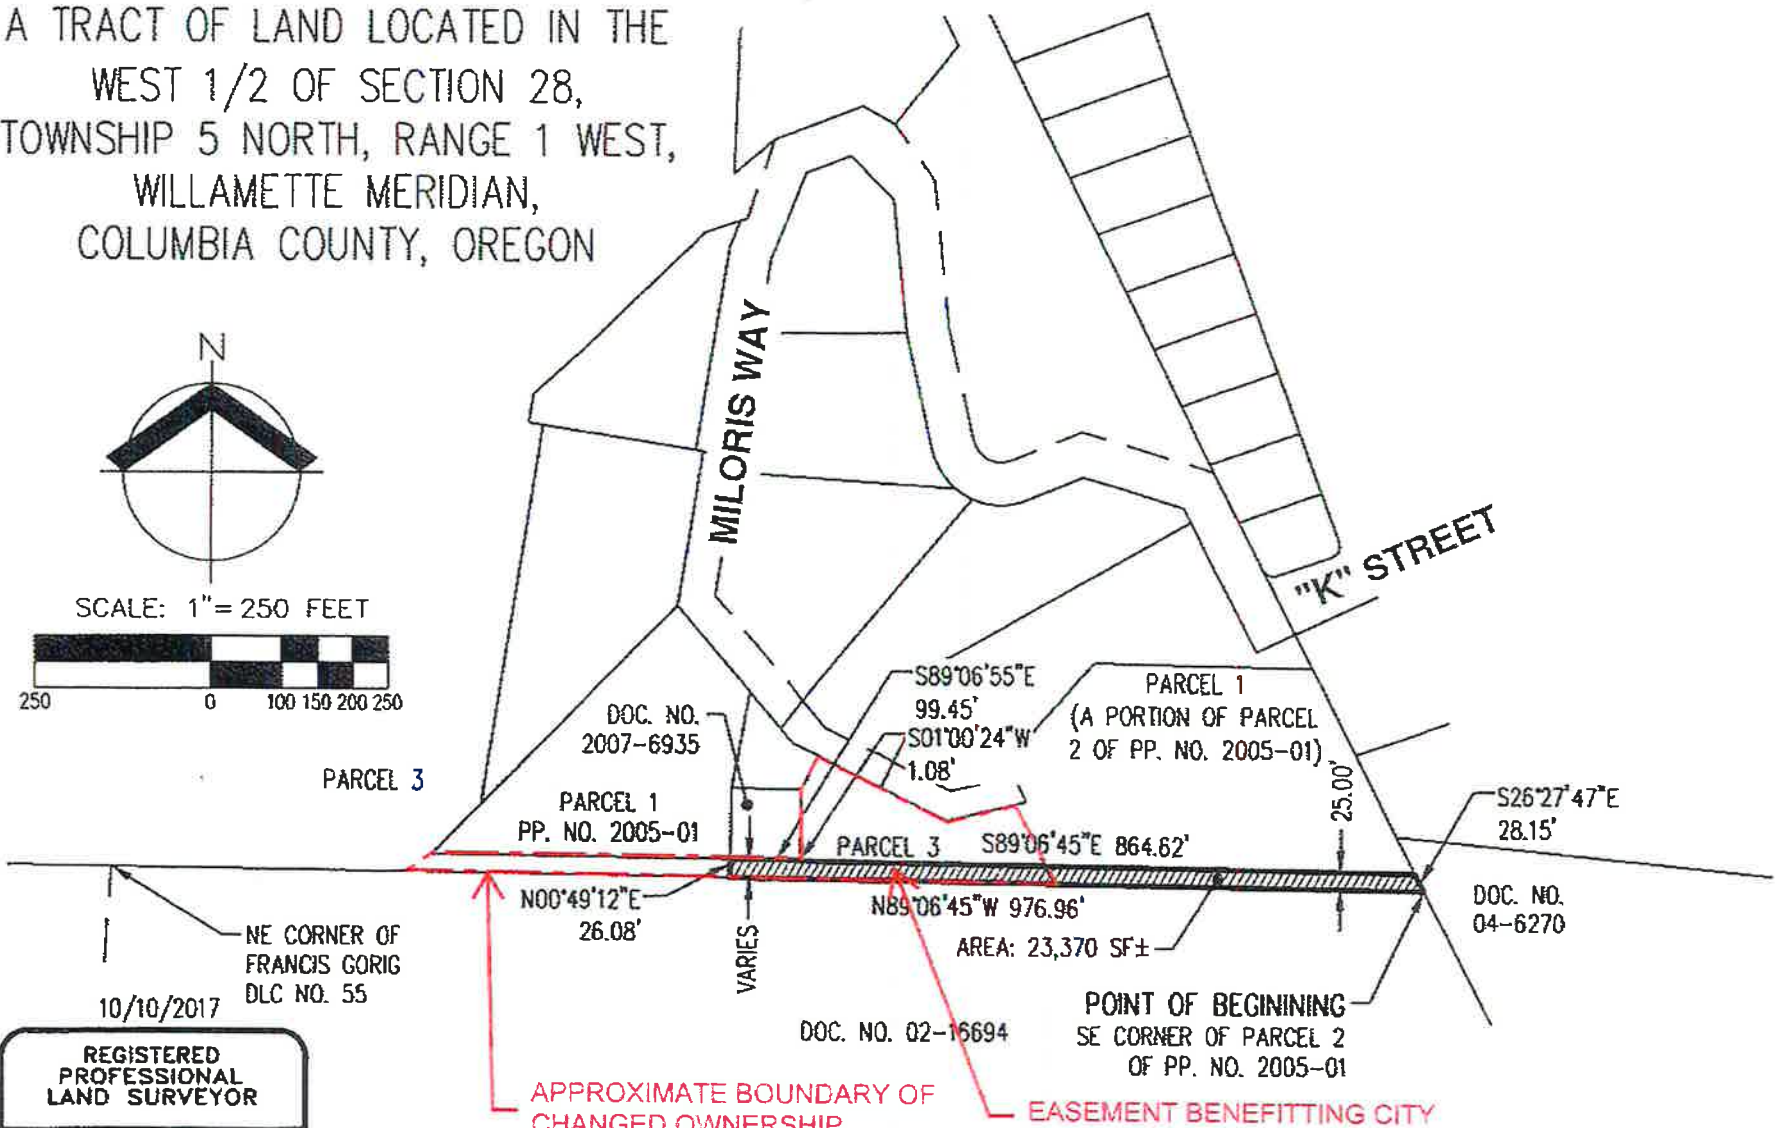 A TRACT OF LAND LOCATED IN THE
WEST 1/2 OF SECTION 28,
TOWNSHIP 5 NORTH, RANGE 1 WEST,
WILLAMETTE MERIDIAN,
COLUMBIA COUNTY, OREGON
N
SCALE: 1"= 250 FEET
250 0 100 150 200 250
MILORIS WAY
"K" STREET
S89°06'55"E
99.45'
S01°00'24"W
1.08'
PARCEL 1
(A PORTION OF PARCEL
2 OF PP. NO. 2005-01)
DOC. NO.
2007-6935
PARCEL 3
PARCEL 1
PP. NO. 2005-01
25.00'
S26°27'47"E
28.15'
PARCEL 3
S89°06'45"E 864.62'
N00°49'12"E
26.08'
N89°06'45"W 976.96'
AREA: 23,370 SF±
VARIES
DOC. NO.
04-6270
NE CORNER OF
FRANCIS GORIG
DLC NO. 55
10/10/2017
REGISTERED
PROFESSIONAL
LAND SURVEYOR
DOC. NO. 02-16694
POINT OF BEGINNING
SE CORNER OF PARCEL 2
OF PP. NO. 2005-01
APPROXIMATE BOUNDARY OF
CHANGED OWNERSHIP
EASEMENT BENEFITTING CITY